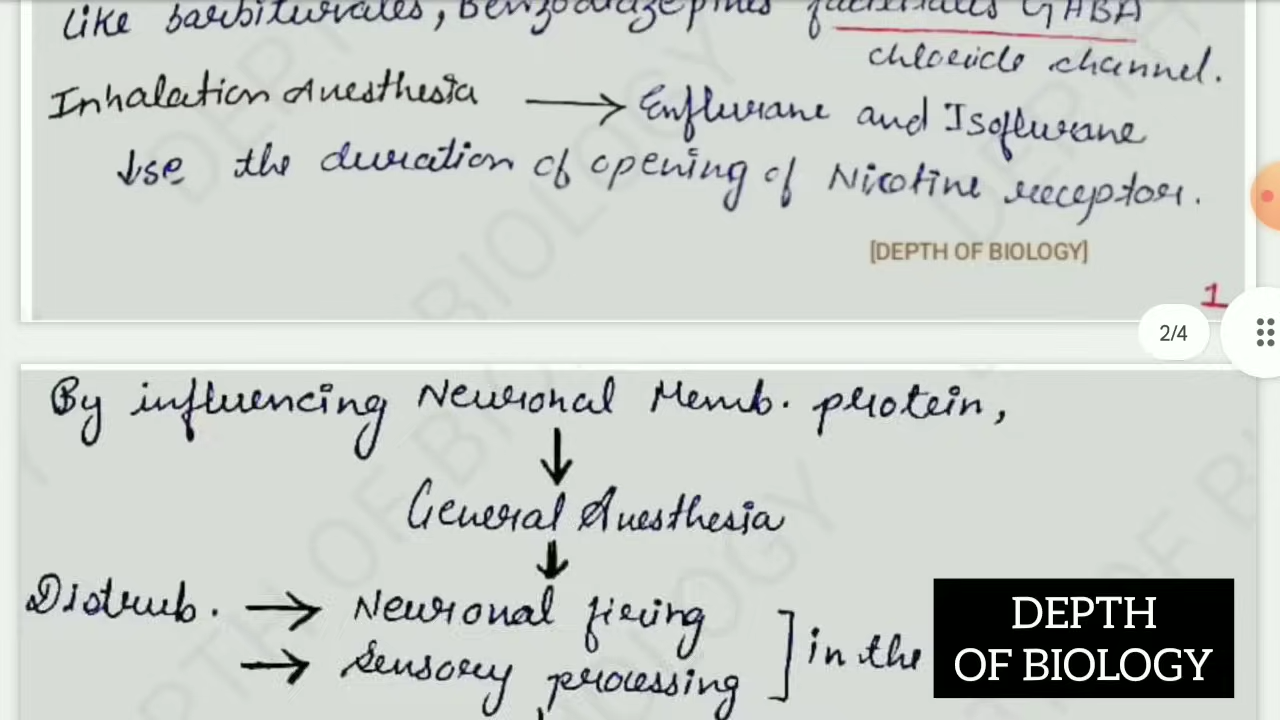 like barbiturates, Benzodiazepines facilitates GABA
chloride channel.
Inhalation Anesthesia → Enflurane and Isoflurane
↓se the duration of opening of Nicotine receptor.
[DEPTH OF BIOLOGY]
1
2/4
By influencing Neuronal Memb. protein,
↓
General Anesthesia
↓
Distrub. → Neuronal firing
→ Sensory processing ] in the
DEPTH
OF BIOLOGY